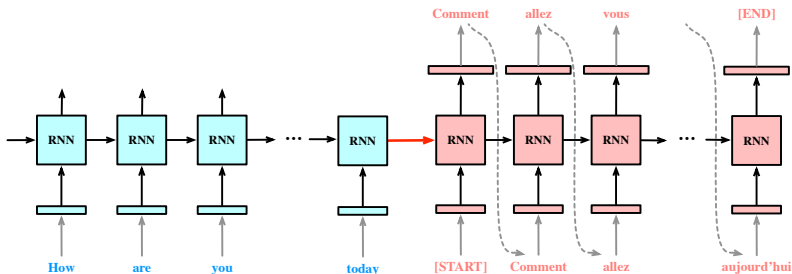 Comment allez vous [END]
RNN RNN RNN ... RNN RNN RNN RNN ... RNN
How are you today [START] Comment allez aujourd'hui